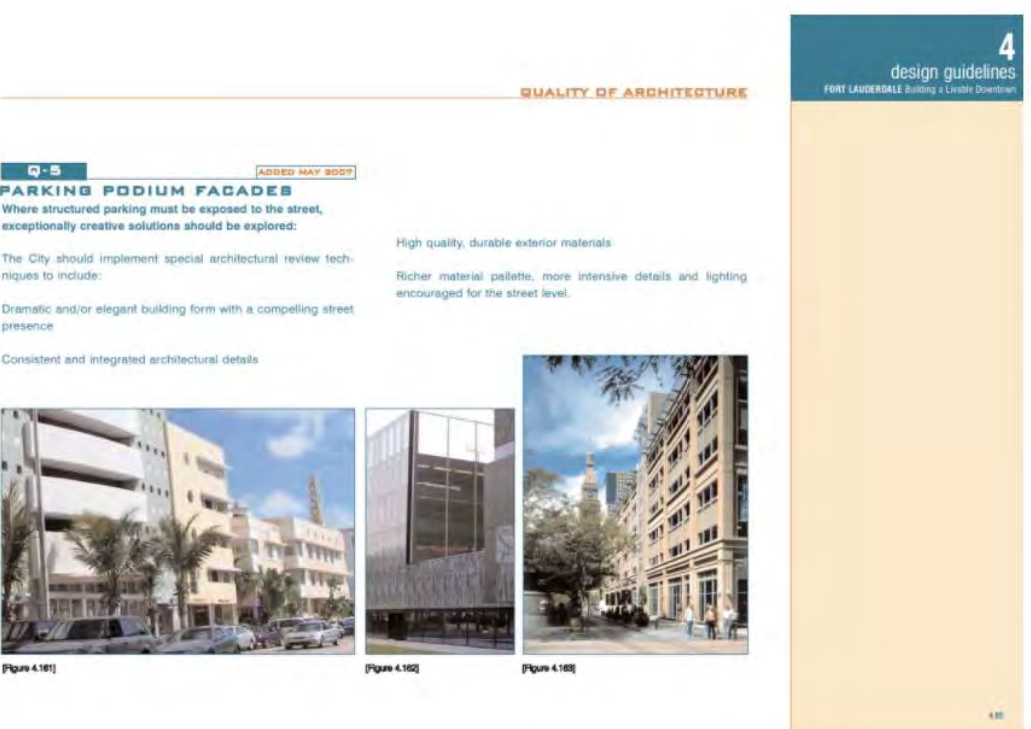 4
design guidelines
FORT LAUDERDALE Building a Livable Downtown
QUALITY OF ARCHITECTURE
Q-5
ADDED MAY 2007
PARKING PODIUM FACADES
Where structured parking must be exposed to the street,
exceptionally creative solutions should be explored:
The City should implement special architectural review tech-
niques to include:
Dramatic and/or elegant building form with a compelling street
presence
Consistent and integrated architectural details
High quality, durable exterior materials
Richer material pallette, more intensive details and lighting
encouraged for the street level.
[Figure 4.161]
[Figure 4.162]
[Figure 4.163]